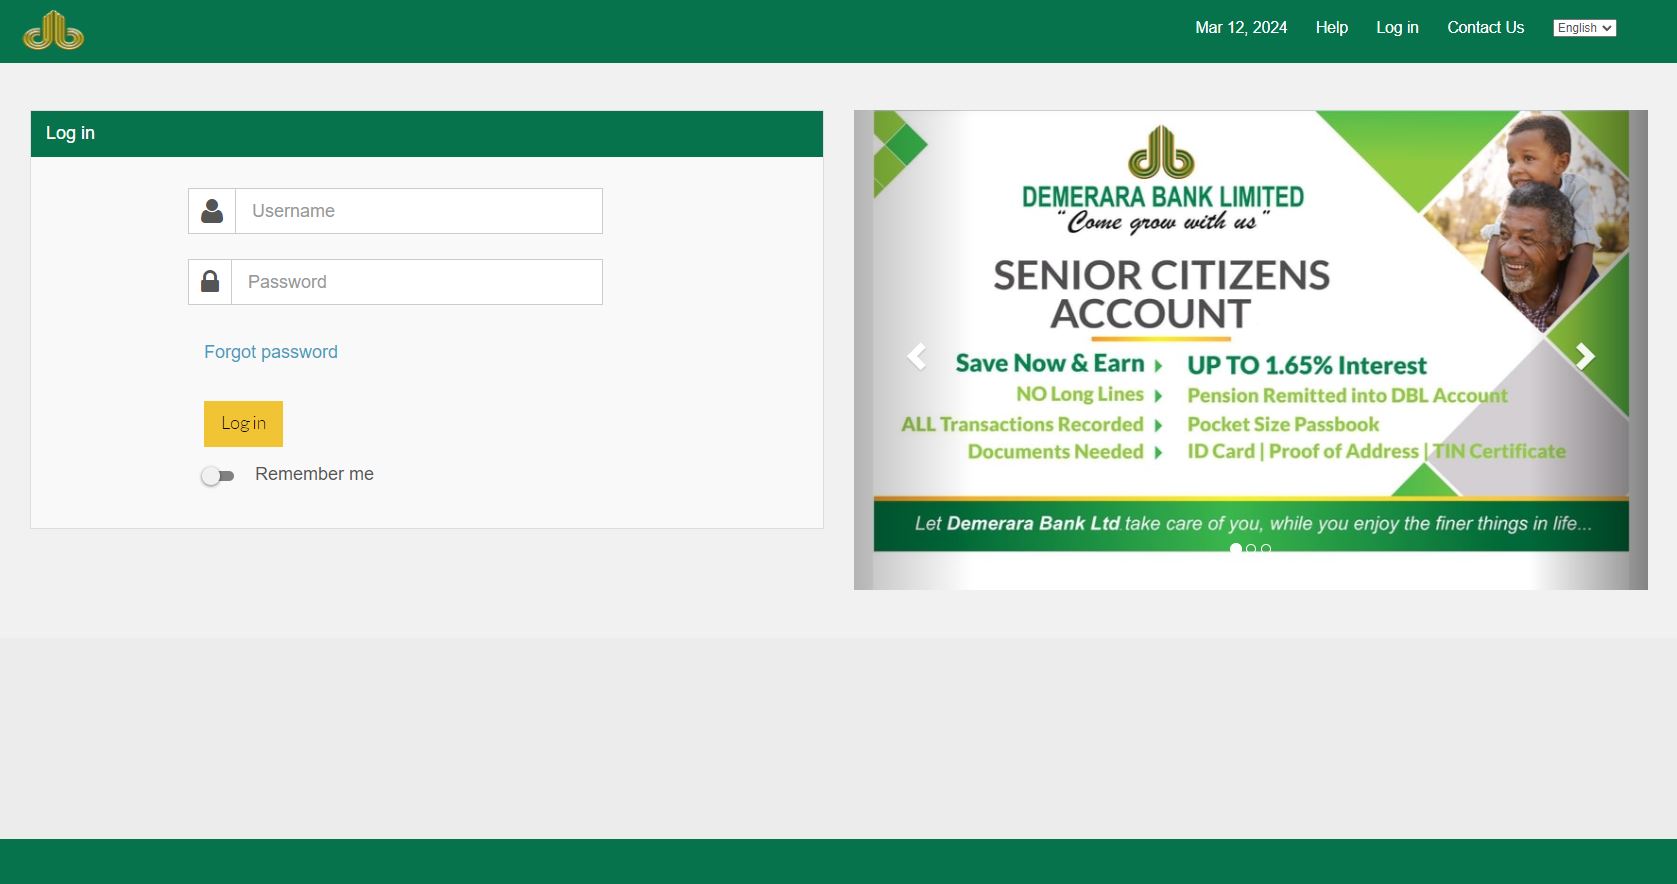 Mar 12, 2024 Help Log in Contact Us English
Log in
Username
Password
Forgot password
Log in
Remember me
DEMERARA BANK LIMITED
"Come grow with us"
SENIOR CITIZENS
ACCOUNT
Save Now & Earn UP TO 1.65% Interest
NO Long Lines Pension Remitted into DBL Account
ALL Transactions Recorded Pocket Size Passbook
Documents Needed ID Card | Proof of Address | TIN Certificate
Let Demerara Bank Ltd take care of you, while you enjoy the finer things in life...